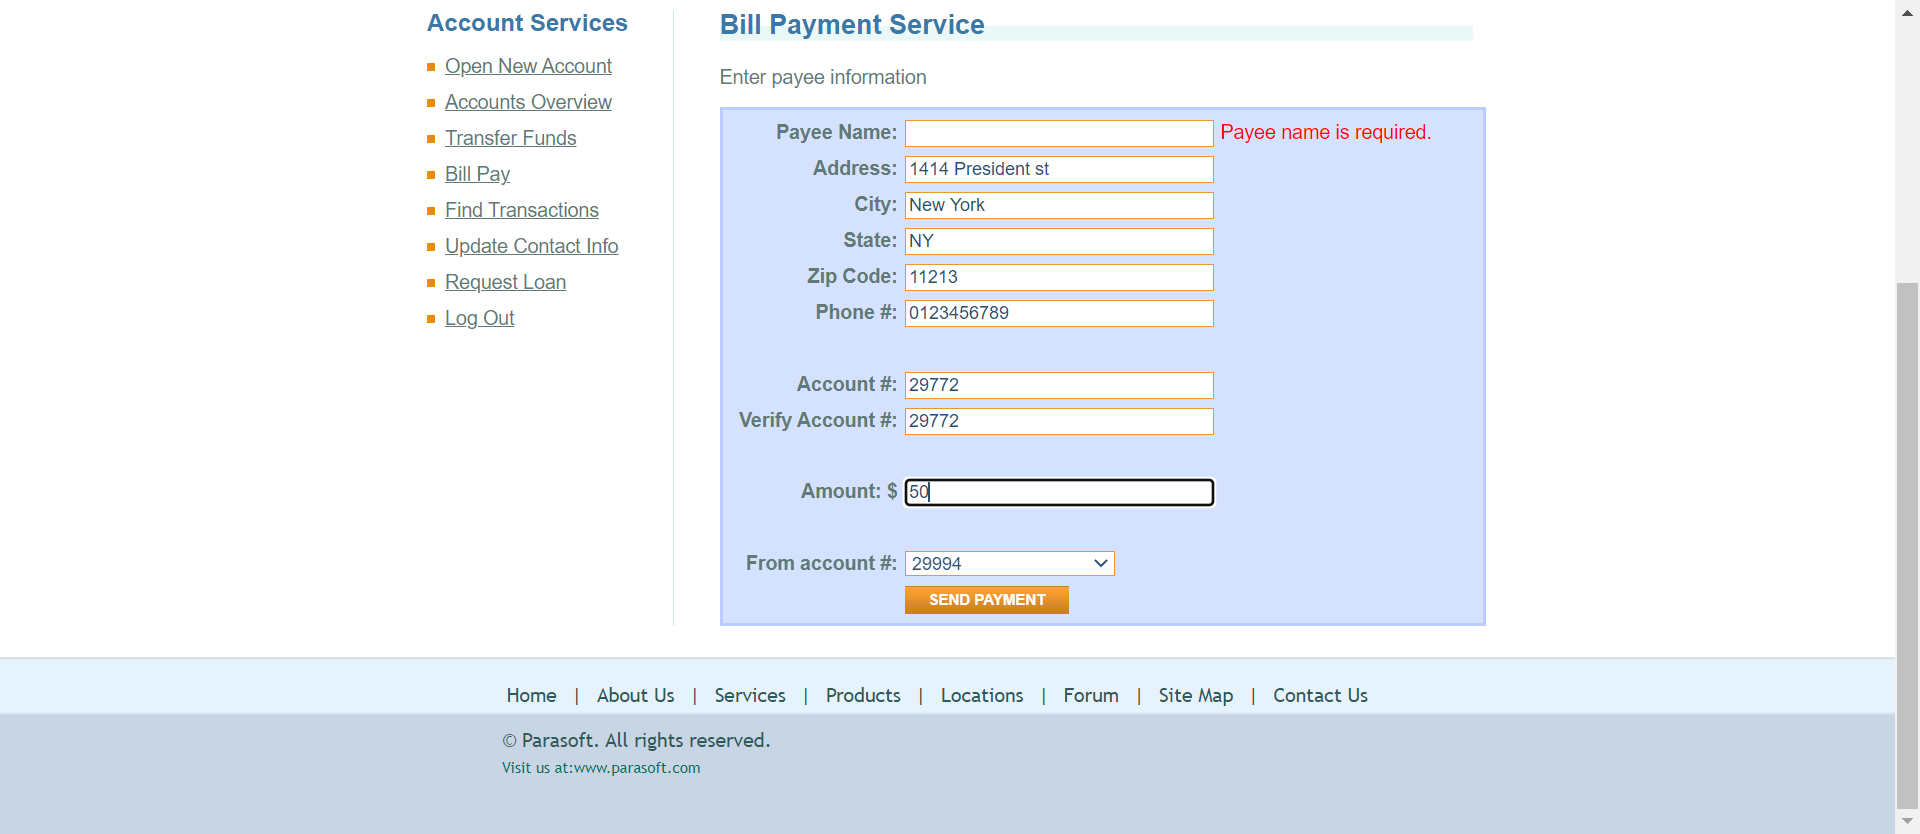 Account Services
Open New Account
Accounts Overview
Transfer Funds
Bill Pay
Find Transactions
Update Contact Info
Request Loan
Log Out
Bill Payment Service
Enter payee information
Payee Name: Payee name is required.
Address: 1414 President st
City: New York
State: NY
Zip Code: 11213
Phone #: 0123456789
Account #: 29772
Verify Account #: 29772
Amount: $ 50
From account #: 29994
SEND PAYMENT
Home | About Us | Services | Products | Locations | Forum | Site Map | Contact Us
© Parasoft. All rights reserved.
Visit us at:www.parasoft.com